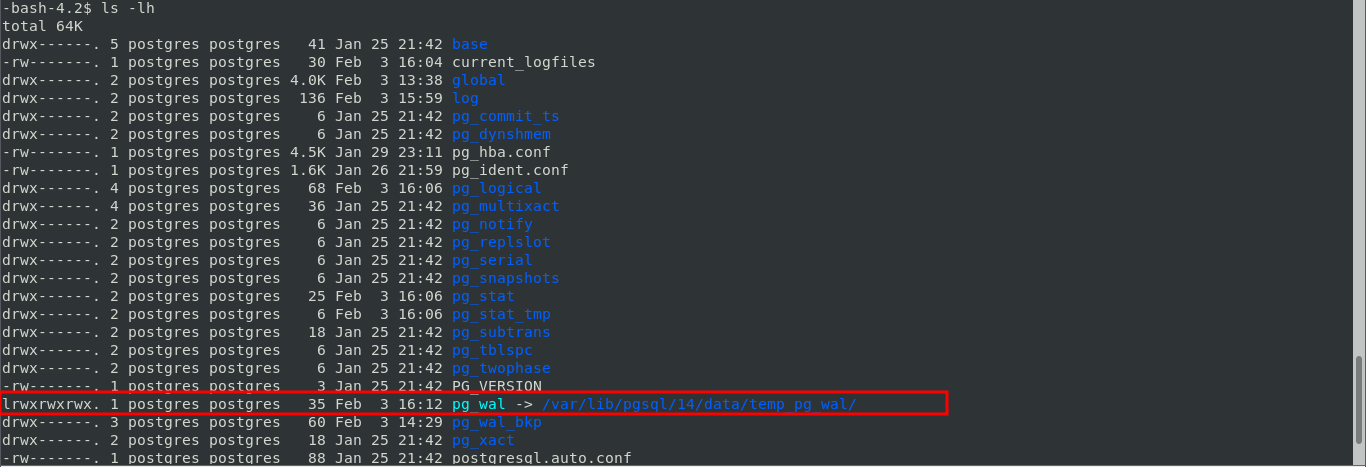 -bash-4.2$ ls -lh
total 64K
drwx------. 5 postgres postgres   41 Jan 25 21:42 base
-rw-------. 1 postgres postgres   30 Feb  3 16:04 current_logfiles
drwx------. 2 postgres postgres 4.0K Feb  3 13:38 global
drwx------. 2 postgres postgres  136 Feb  3 15:59 log
drwx------. 2 postgres postgres    6 Jan 25 21:42 pg_commit_ts
drwx------. 2 postgres postgres    6 Jan 25 21:42 pg_dynshmem
-rw-------. 1 postgres postgres 4.5K Jan 29 23:11 pg_hba.conf
-rw-------. 1 postgres postgres 1.6K Jan 26 21:59 pg_ident.conf
drwx------. 4 postgres postgres   68 Feb  3 16:06 pg_logical
drwx------. 4 postgres postgres   36 Jan 25 21:42 pg_multixact
drwx------. 2 postgres postgres    6 Jan 25 21:42 pg_notify
drwx------. 2 postgres postgres    6 Jan 25 21:42 pg_replslot
drwx------. 2 postgres postgres    6 Jan 25 21:42 pg_serial
drwx------. 2 postgres postgres    6 Jan 25 21:42 pg_snapshots
drwx------. 2 postgres postgres   25 Feb  3 16:06 pg_stat
drwx------. 2 postgres postgres    6 Feb  3 16:06 pg_stat_tmp
drwx------. 2 postgres postgres   18 Jan 25 21:42 pg_subtrans
drwx------. 2 postgres postgres    6 Jan 25 21:42 pg_tblspc
drwx------. 2 postgres postgres    6 Jan 25 21:42 pg_twophase
-rw-------. 1 postgres postgres    3 Jan 25 21:42 PG_VERSION
lrwxrwxrwx. 1 postgres postgres   35 Feb  3 16:12 pg_wal -> /var/lib/pgsql/14/data/temp_pg_wal/
drwx------. 3 postgres postgres   60 Feb  3 14:29 pg_wal_bkp
drwx------. 2 postgres postgres   18 Jan 25 21:42 pg_xact
-rw-------. 1 postgres postgres   88 Jan 25 21:42 postgresql.auto.conf